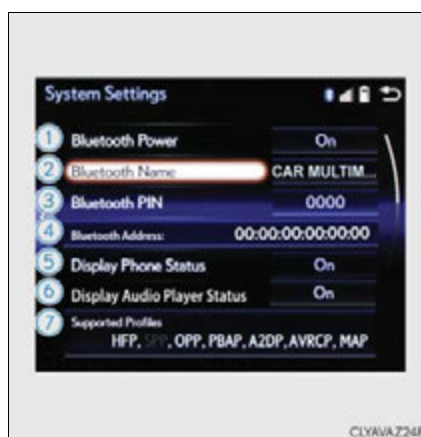 System Settings
1 Bluetooth Power On
2 Bluetooth Name CAR MULTIM...
3 Bluetooth PIN 0000
4 Bluetooth Address: 00:00:00:00:00:00
5 Display Phone Status On
6 Display Audio Player Status On
7 Supported Profiles
HFP, SPP, OPP, PBAP, A2DP, AVRCP, MAP
CLYAVAZ248